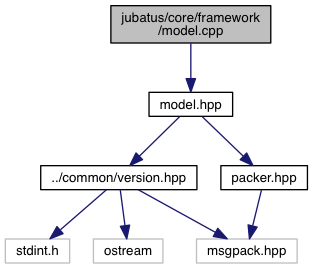 jubatus/core/framework
/model.cpp
model.hpp
../common/version.hpp
packer.hpp
stdint.h
ostream
msgpack.hpp